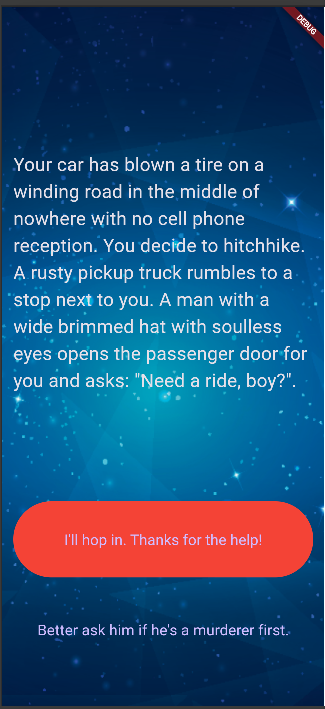 DEBUG
Your car has blown a tire on a
winding road in the middle of
nowhere with no cell phone
reception. You decide to hitchhike.
A rusty pickup truck rumbles to a
stop next to you. A man with a
wide brimmed hat with soulless
eyes opens the passenger door for
you and asks: "Need a ride, boy?".
I'll hop in. Thanks for the help!
Better ask him if he's a murderer first.